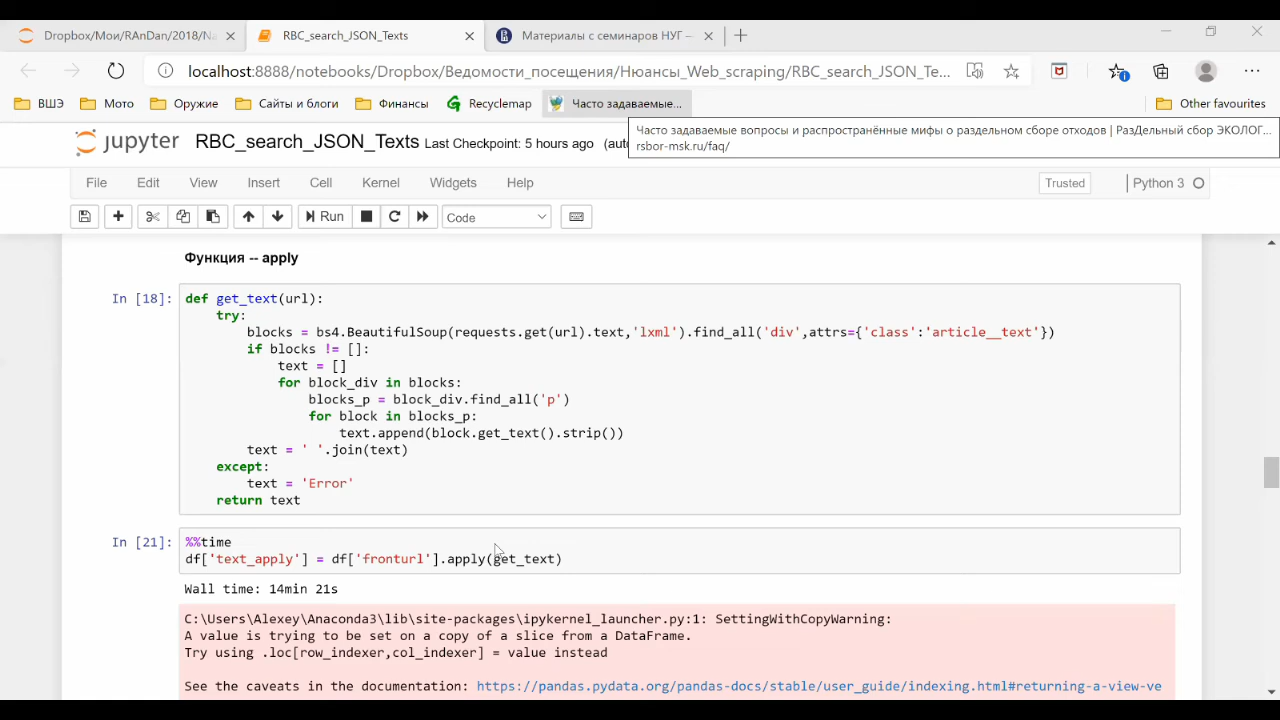 Dropbox/Мои/RAnDan/2018/Na
RBC_search_JSON_Texts
Материалы с семинаров НУГ –
localhost:8888/notebooks/Dropbox/Ведомости_посещения/Нюансы_Web_scraping/RBC_search_JSON_Te...
ВШЭ
Мото
Оружие
Сайты и блоги
Финансы
Recyclemap
Часто задаваемые...
Other favourites
Часто задаваемые вопросы и распространённые мифы о раздельном сборе отходов | РазДельный сбор ЭКОЛОГ...
rsbor-msk.ru/faq/
jupyter RBC_search_JSON_Texts Last Checkpoint: 5 hours ago (aut
File Edit View Insert Cell Kernel Widgets Help
Trusted
Python 3
Run
Code
Функция -- apply
In [18]: def get_text(url):
try:
blocks = bs4.BeautifulSoup(requests.get(url).text,'lxml').find_all('div',attrs={'class':'article__text'})
if blocks != []:
text = []
for block_div in blocks:
blocks_p = block_div.find_all('p')
for block in blocks_p:
text.append(block.get_text().strip())
text = ' '.join(text)
except:
text = 'Error'
return text
In [21]: %%time
df['text_apply'] = df['fronturl'].apply(get_text)
Wall time: 14min 21s
C:\Users\Alexey\Anaconda3\lib\site-packages\ipykernel_launcher.py:1: SettingWithCopyWarning:
A value is trying to be set on a copy of a slice from a DataFrame.
Try using .loc[row_indexer,col_indexer] = value instead
See the caveats in the documentation: https://pandas.pydata.org/pandas-docs/stable/user_guide/indexing.html#returning-a-view-ve